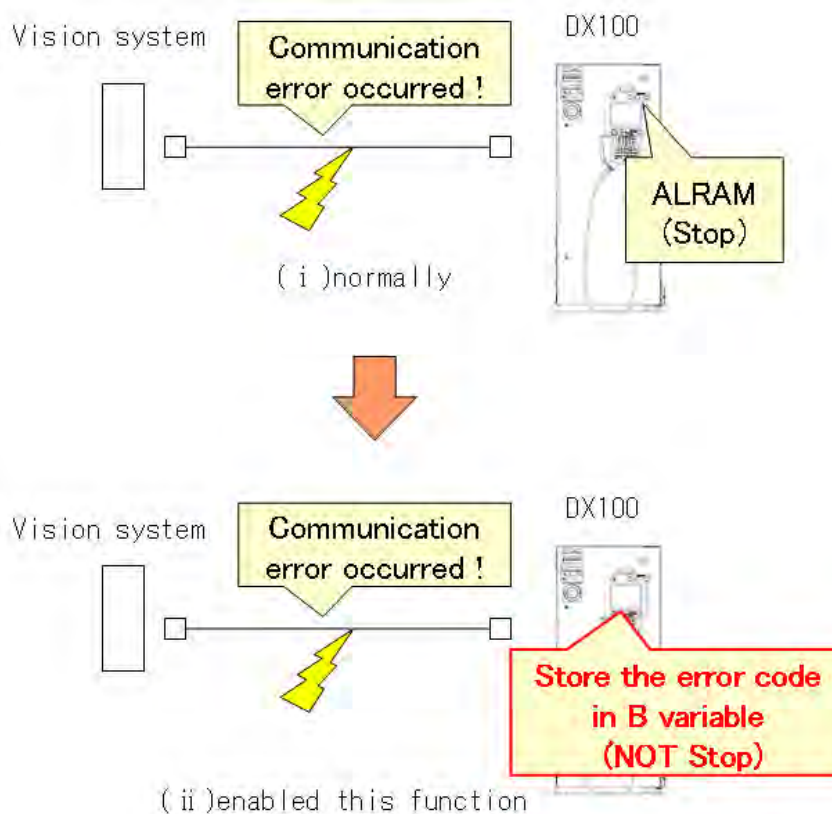 Vision system
Communication
error occurred !
DX100
ALRAM
(Stop)
(ⅰ)normally
Vision system
Communication
error occurred !
DX100
Store the error code
in B variable
(NOT Stop)
(ⅱ)enabled this function